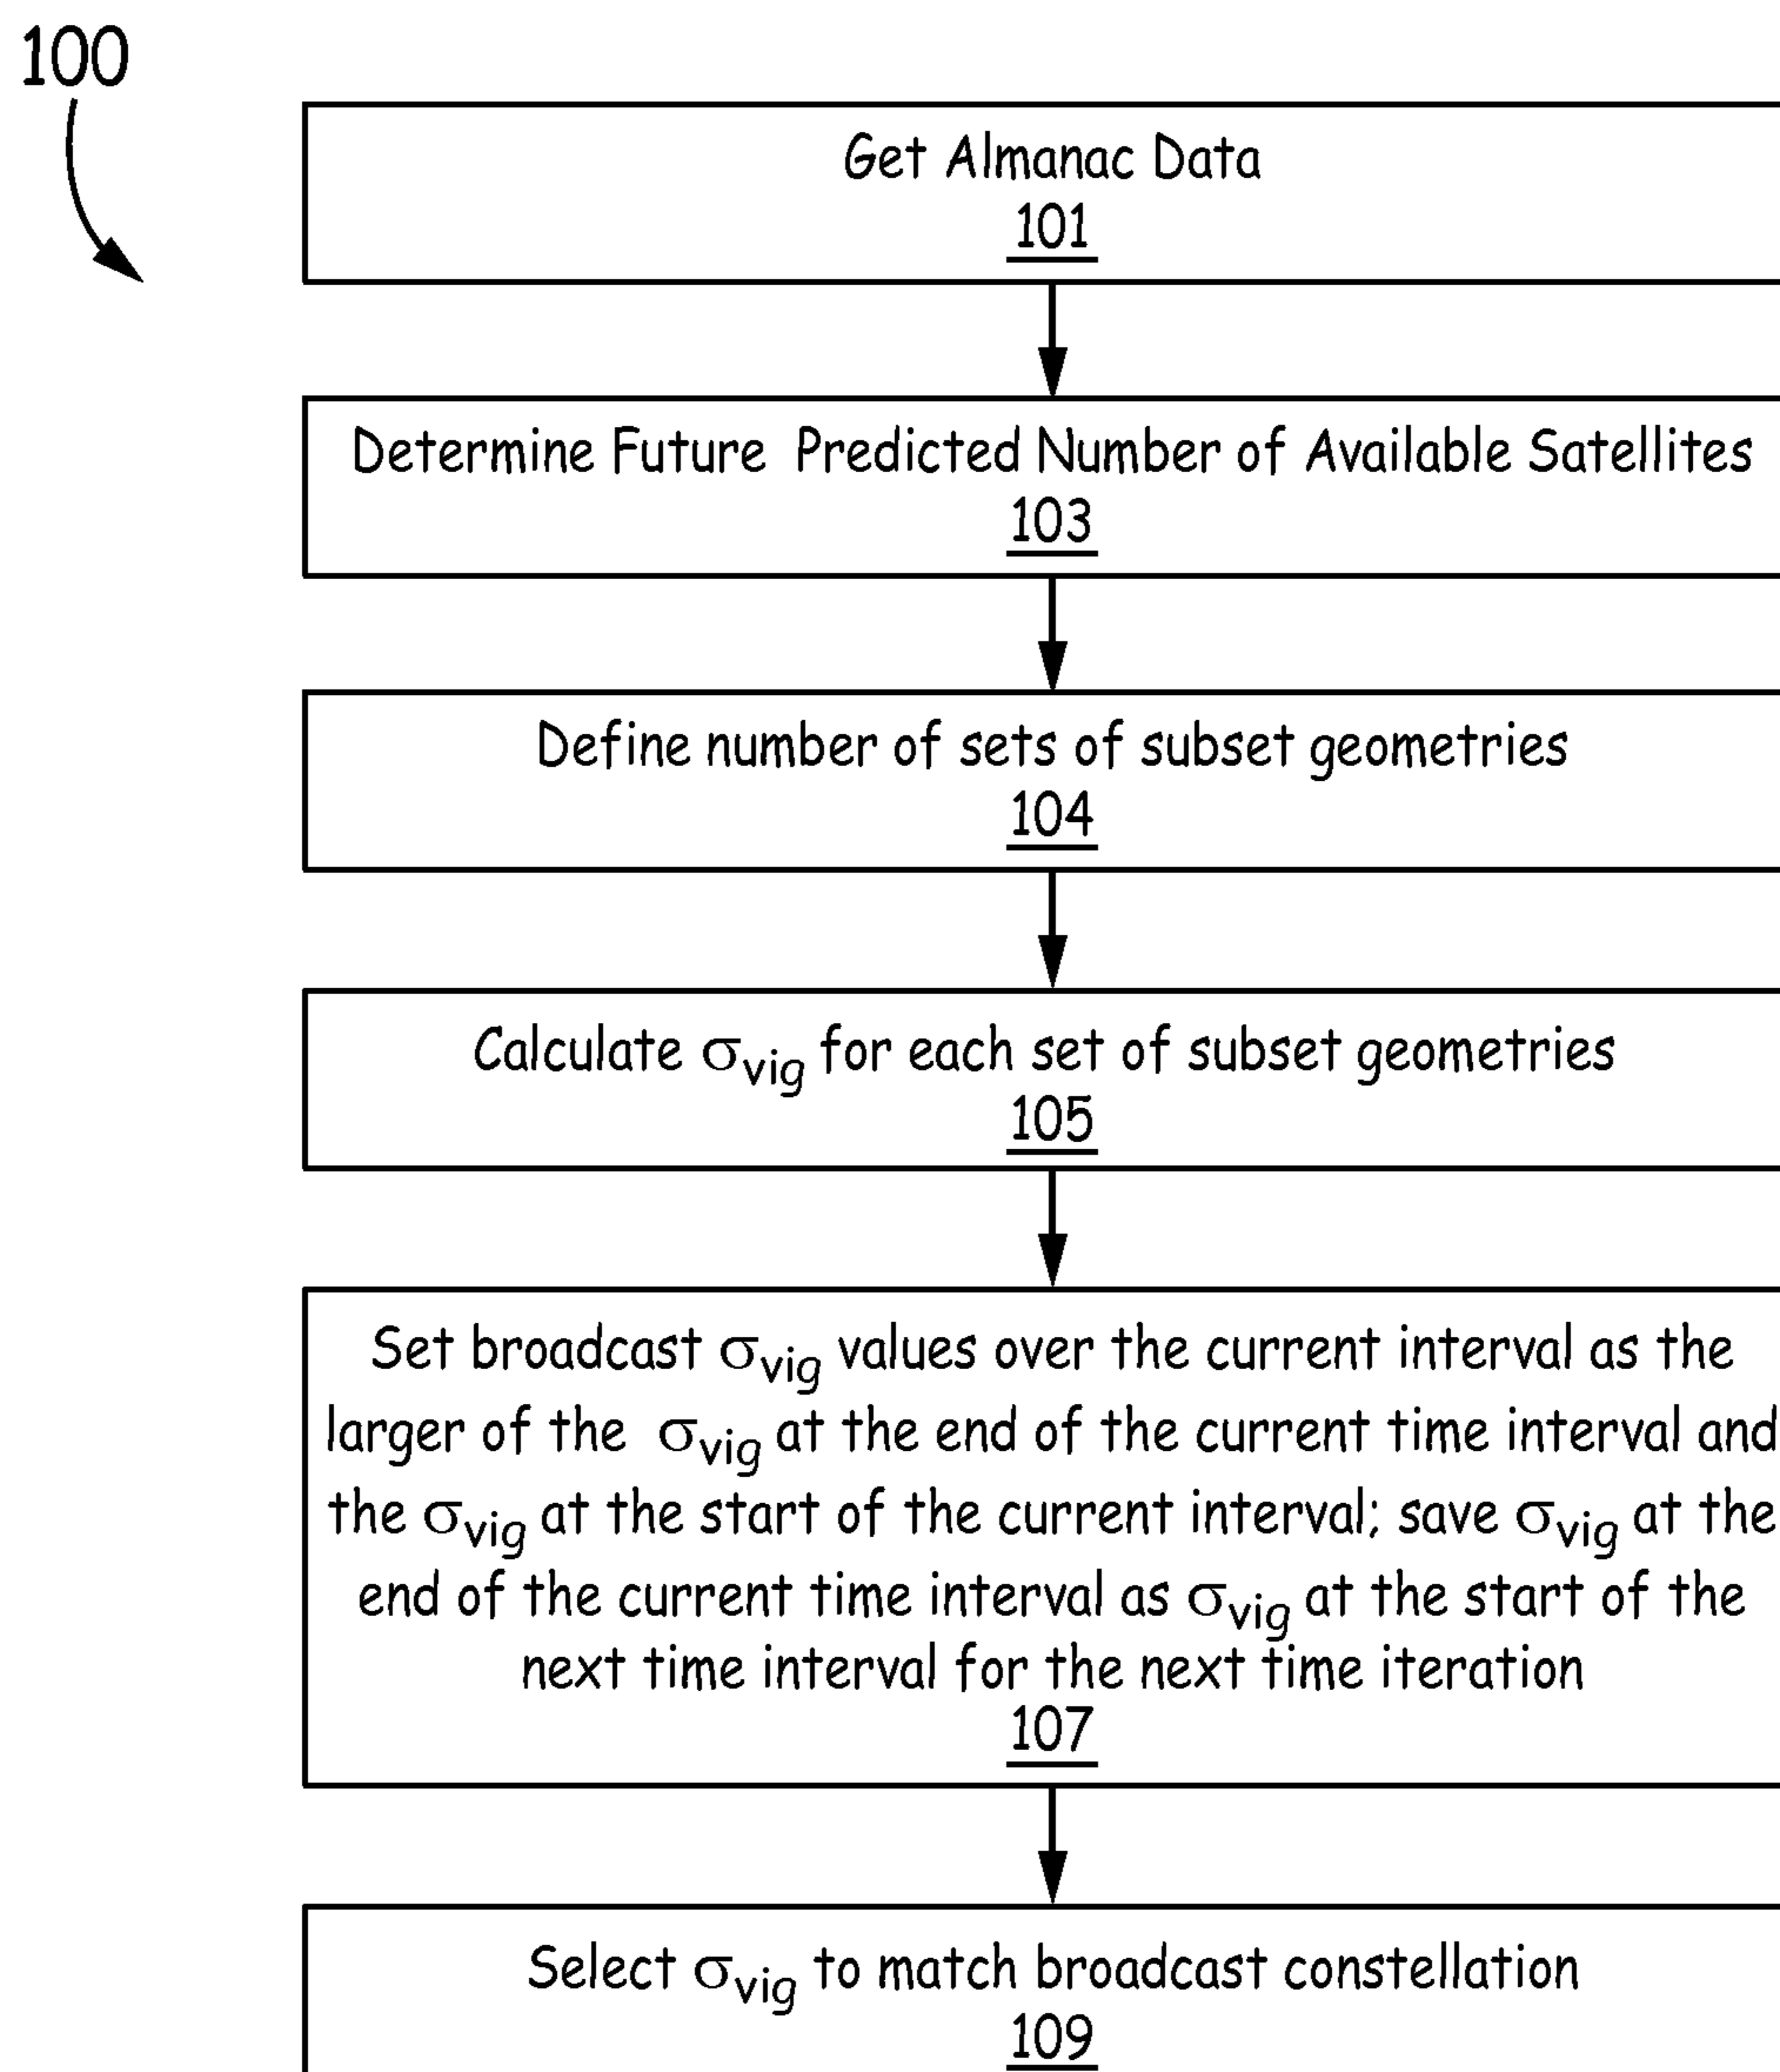 100
Get Almanac Data
101
Determine Future Predicted Number of Available Satellites
103
Define number of sets of subset geometries
104
Calculate σvig for each set of subset geometries
105
Set broadcast σvig values over the current interval as the
larger of the σvig at the end of the current time interval and
the σvig at the start of the current interval; save σvig at the
end of the current time interval as σvig at the start of the
next time interval for the next time iteration
107
Select σvig to match broadcast constellation
109